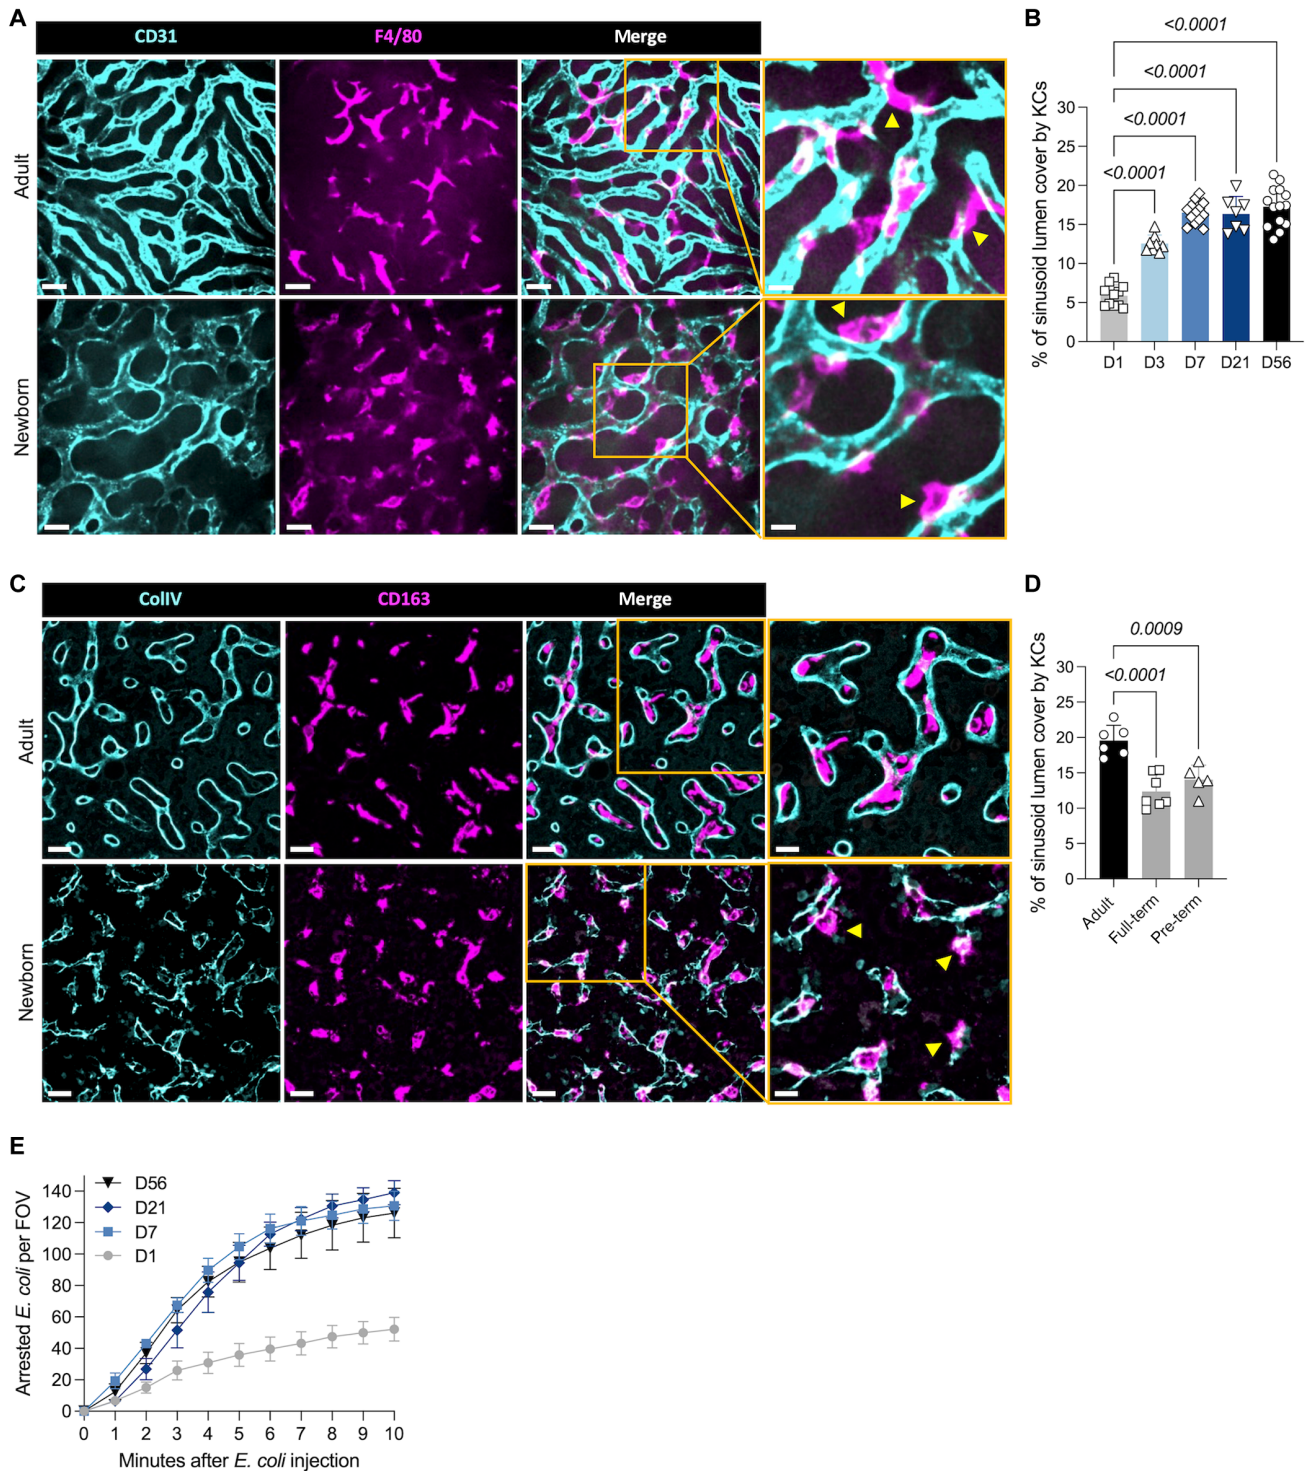 A
CD31 F4/80 Merge
Adult
Newborn
B
<0.0001
<0.0001
<0.0001
<0.0001
% of sinusoid lumen cover by KCs
30
25
20
15
10
5
0
D1 D3 D7 D21 D56
C
ColIV CD163 Merge
Adult
Newborn
D
0.0009
<0.0001
% of sinusoid lumen cover by KCs
30
25
20
15
10
5
0
Adult Full-term Pre-term
E
D56
D21
D7
D1
Arrested E. coli per FOV
140
120
100
80
60
40
20
0
0 1 2 3 4 5 6 7 8 9 10
Minutes after E. coli injection